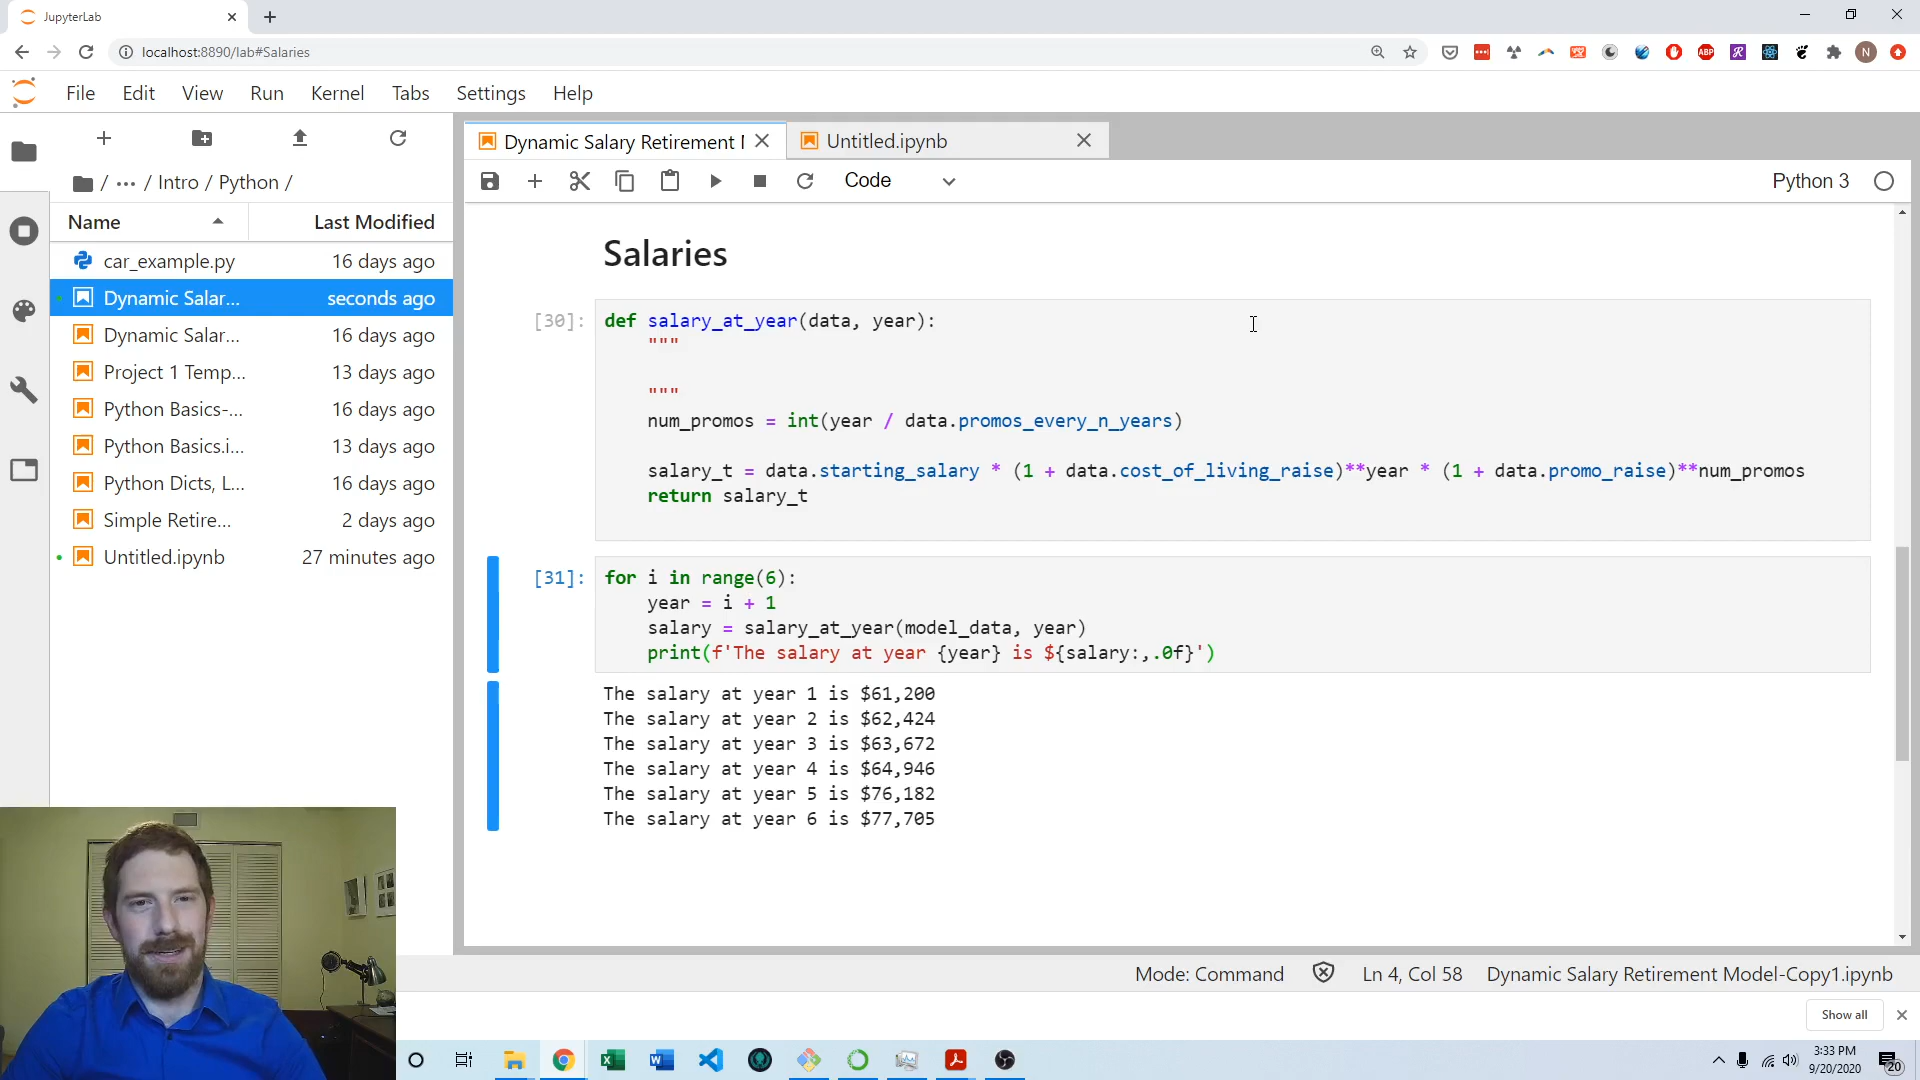 JupyterLab
localhost:8890/lab#Salaries
File Edit View Run Kernel Tabs Settings Help
Dynamic Salary Retirement
Untitled.ipynb
/ ··· / Intro / Python /
Code
Python 3
Name Last Modified
car_example.py 16 days ago
Dynamic Salar... seconds ago
Dynamic Salar... 16 days ago
Project 1 Temp... 13 days ago
Python Basics-... 16 days ago
Python Basics.i... 13 days ago
Python Dicts, L... 16 days ago
Simple Retire... 2 days ago
Untitled.ipynb 27 minutes ago
Salaries
[30]: def salary_at_year(data, year):
"""
"""
num_promos = int(year / data.promos_every_n_years)
salary_t = data.starting_salary * (1 + data.cost_of_living_raise)**year * (1 + data.promo_raise)**num_promos
return salary_t
[31]: for i in range(6):
year = i + 1
salary = salary_at_year(model_data, year)
print(f'The salary at year {year} is ${salary:,.0f}')
The salary at year 1 is $61,200
The salary at year 2 is $62,424
The salary at year 3 is $63,672
The salary at year 4 is $64,946
The salary at year 5 is $76,182
The salary at year 6 is $77,705
Mode: Command Ln 4, Col 58 Dynamic Salary Retirement Model-Copy1.ipynb
Show all
3:33 PM
9/20/2020
20
ABP
N